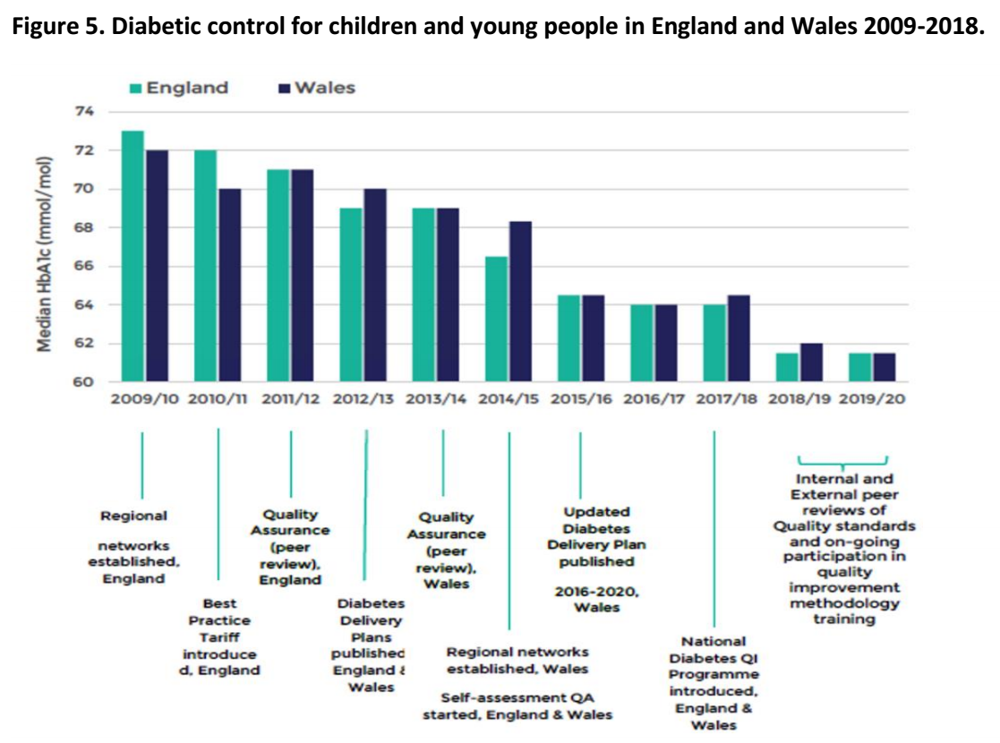 Figure 5. Diabetic control for children and young people in England and Wales 2009-2018.
England
Wales
Median HbA1c (mmol/mol)
74
72
70
68
66
64
62
60
2009/10 2010/11 2011/12 2012/13 2013/14 2014/15 2015/16 2016/17 2017/18 2018/19 2019/20
Regional
networks
established,
England
Best
Practice
Tariff
introduce
d, England
Quality
Assurance
(peer
review),
England
Diabetes
Delivery
Plans
published
England &
Wales
Quality
Assurance
(peer
review),
Wales
Regional networks
established, Wales
Self-assessment QA
started, England & Wales
Updated
Diabetes
Delivery Plan
published
2016-2020,
Wales
National
Diabetes QI
Programme
introduced,
England &
Wales
Internal and
External peer
reviews of
Quality standards
and on-going
participation in
quality
improvement
methodology
training